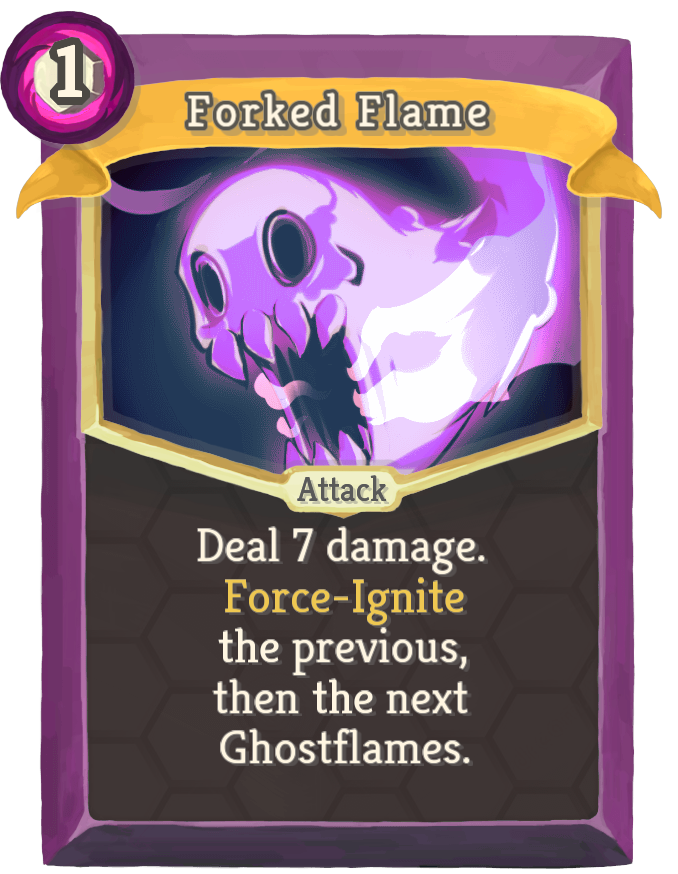 1
Forked Flame
Attack
Deal 7 damage.
Force-Ignite
the previous,
then the next
Ghostflames.